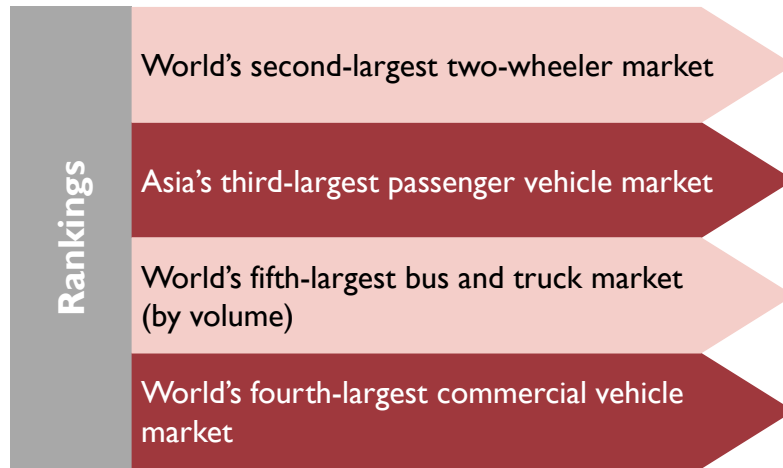 Rankings
World’s second-largest two-wheeler market
Asia’s third-largest passenger vehicle market
World’s fifth-largest bus and truck market
(by volume)
World’s fourth-largest commercial vehicle
market